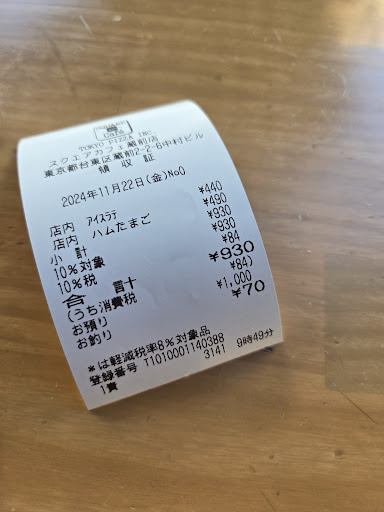 SQUARE
Café
TOKYO PIZZA INC.
スクエアカフェ蔵前店
東京都台東区蔵前2-2-6中村ビル
領収証
2024年11月22日(金)No0
店内 アイスラテ ¥440
店内 ハムたまご ¥490
小計 ¥930
10%対象 ¥930
10%税 ¥84
合計 ¥930
(うち消費税 ¥84)
お預り ¥1,000
お釣り ¥70
*は軽減税率8%対象品
登録番号 T1010001140388
1責 3141 9時49分